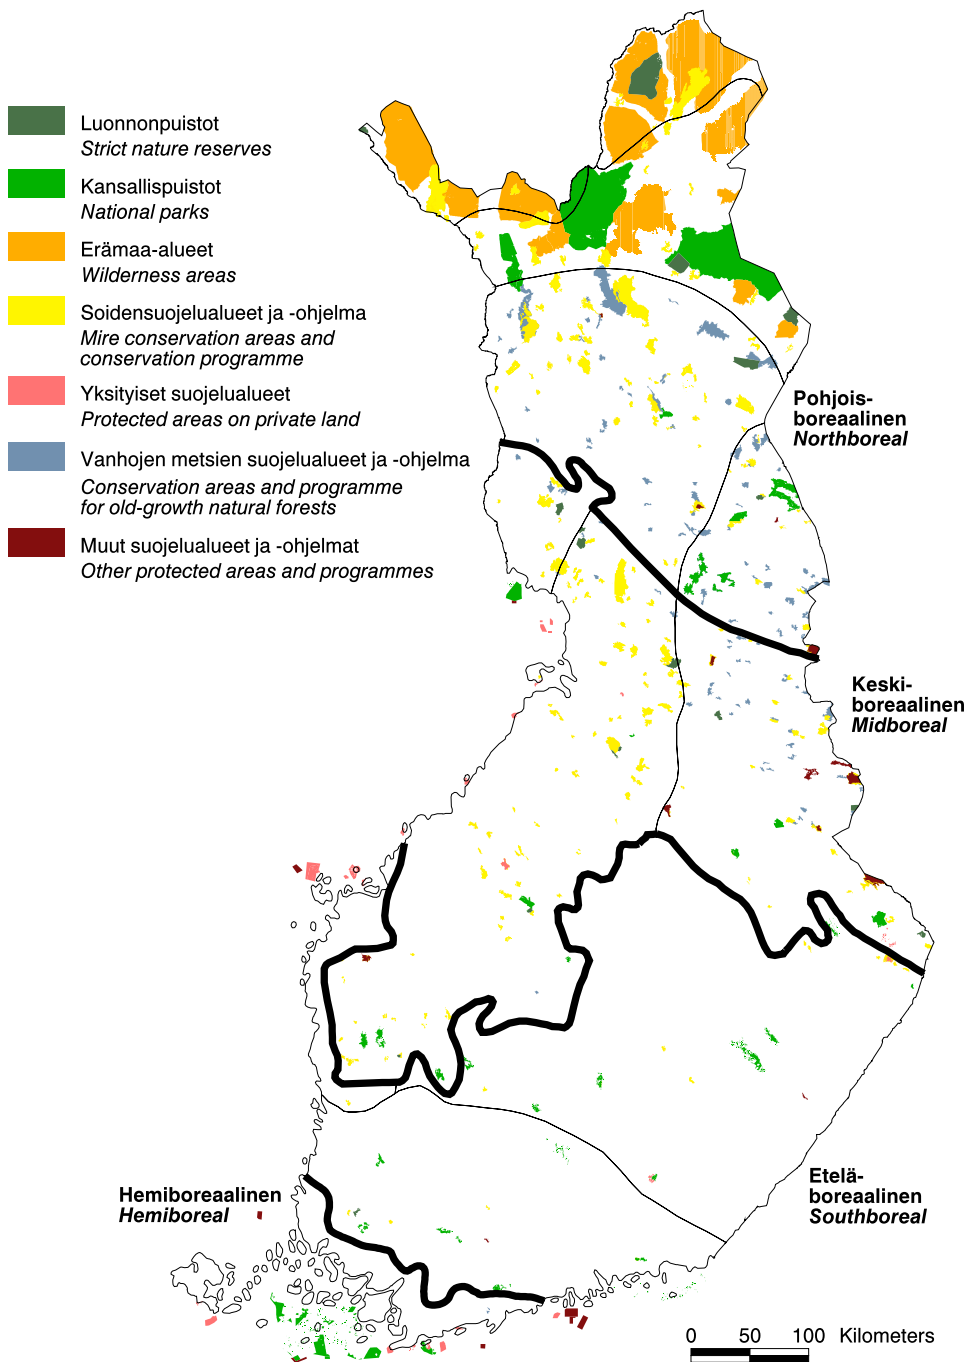 Luonnonpuistot
Strict nature reserves
Kansallispuistot
National parks
Erämaa-alueet
Wilderness areas
Soidensuojelualueet ja -ohjelma
Mire conservation areas and
conservation programme
Yksityiset suojelualueet
Protected areas on private land
Vanhojen metsien suojelualueet ja -ohjelma
Conservation areas and programme
for old-growth natural forests
Muut suojelualueet ja -ohjelmat
Other protected areas and programmes
Pohjois-
boreaalinen
Northboreal
Keski-
boreaalinen
Midboreal
Etelä-
boreaalinen
Southboreal
Hemiboreaalinen
Hemiboreal
0 50 100 Kilometers